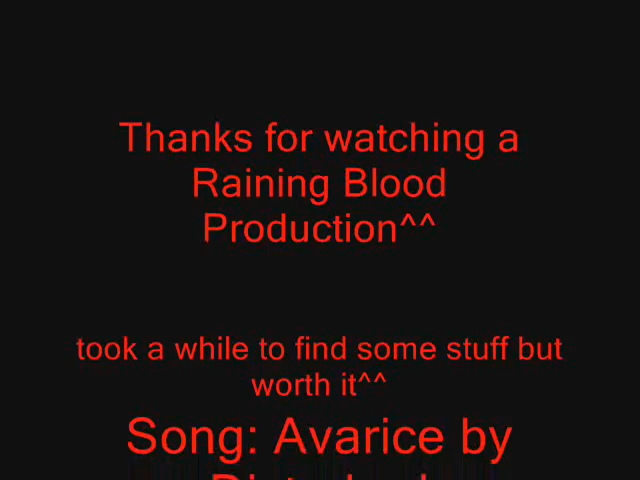 Thanks for watching a
Raining Blood
Production^^
took a while to find some stuff but
worth it^^
Song: Avarice by